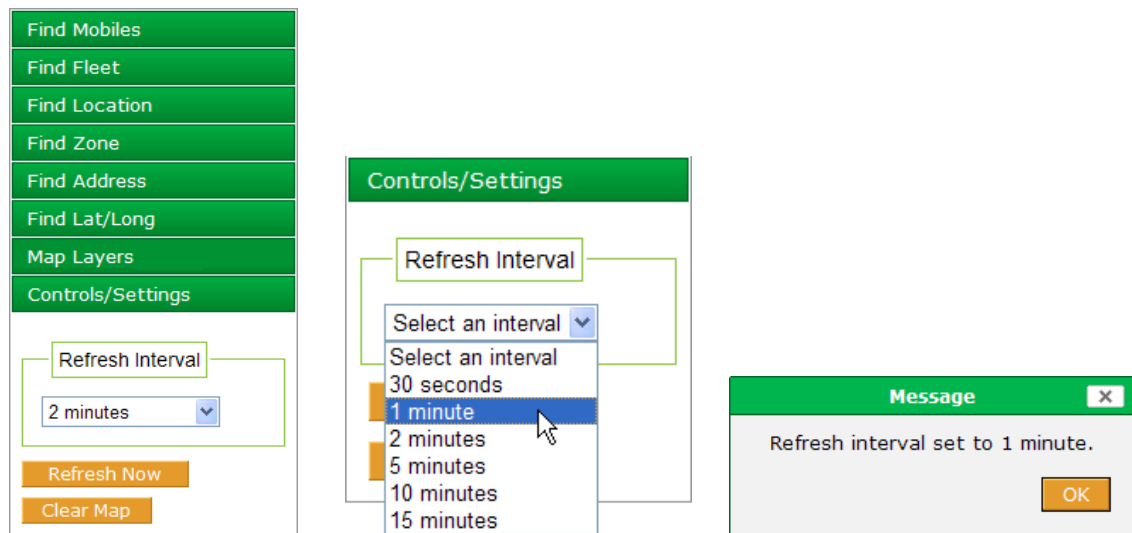 Find Mobiles
Find Fleet
Find Location
Find Zone
Find Address
Find Lat/Long
Map Layers
Controls/Settings
Refresh Interval
2 minutes
Refresh Now
Clear Map
Controls/Settings
Refresh Interval
Select an interval
Select an interval
30 seconds
1 minute
2 minutes
5 minutes
10 minutes
15 minutes
Message
Refresh interval set to 1 minute.
OK